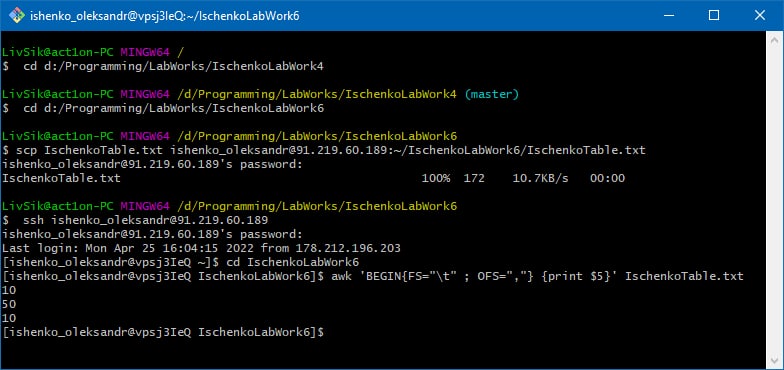 ishenko_oleksandr@vpsj3IeQ:~/IschenkoLabWork6
LivSik@act1on-PC MINGW64 /
$  cd d:/Programming/LabWorks/IschenkoLabWork4
LivSik@act1on-PC MINGW64 /d/Programming/LabWorks/IschenkoLabWork4 (master)
$  cd d:/Programming/LabWorks/IschenkoLabWork6
LivSik@act1on-PC MINGW64 /d/Programming/LabWorks/IschenkoLabWork6
$ scp IschenkoTable.txt ishenko_oleksandr@91.219.60.189:~/IschenkoLabWork6/IschenkoTable.txt
ishenko_oleksandr@91.219.60.189's password:
IschenkoTable.txt                                        100%  172    10.7KB/s   00:00
LivSik@act1on-PC MINGW64 /d/Programming/LabWorks/IschenkoLabWork6
$  ssh ishenko_oleksandr@91.219.60.189
ishenko_oleksandr@91.219.60.189's password:
Last login: Mon Apr 25 16:04:15 2022 from 178.212.196.203
[ishenko_oleksandr@vpsj3IeQ ~]$ cd IschenkoLabWork6
[ishenko_oleksandr@vpsj3IeQ IschenkoLabWork6]$ awk 'BEGIN{FS="\t" ; OFS=","} {print $5}' IschenkoTable.txt
10
50
10
[ishenko_oleksandr@vpsj3IeQ IschenkoLabWork6]$